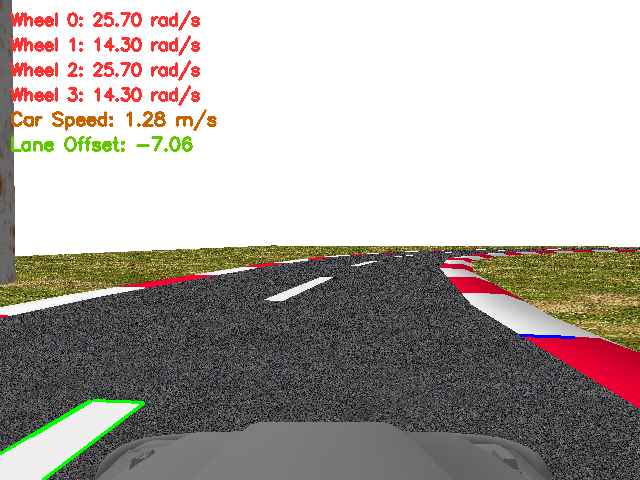 Wheel 0: 25.70 rad/s
Wheel 1: 14.30 rad/s
Wheel 2: 25.70 rad/s
Wheel 3: 14.30 rad/s
Car Speed: 1.28 m/s
Lane Offset: -7.06